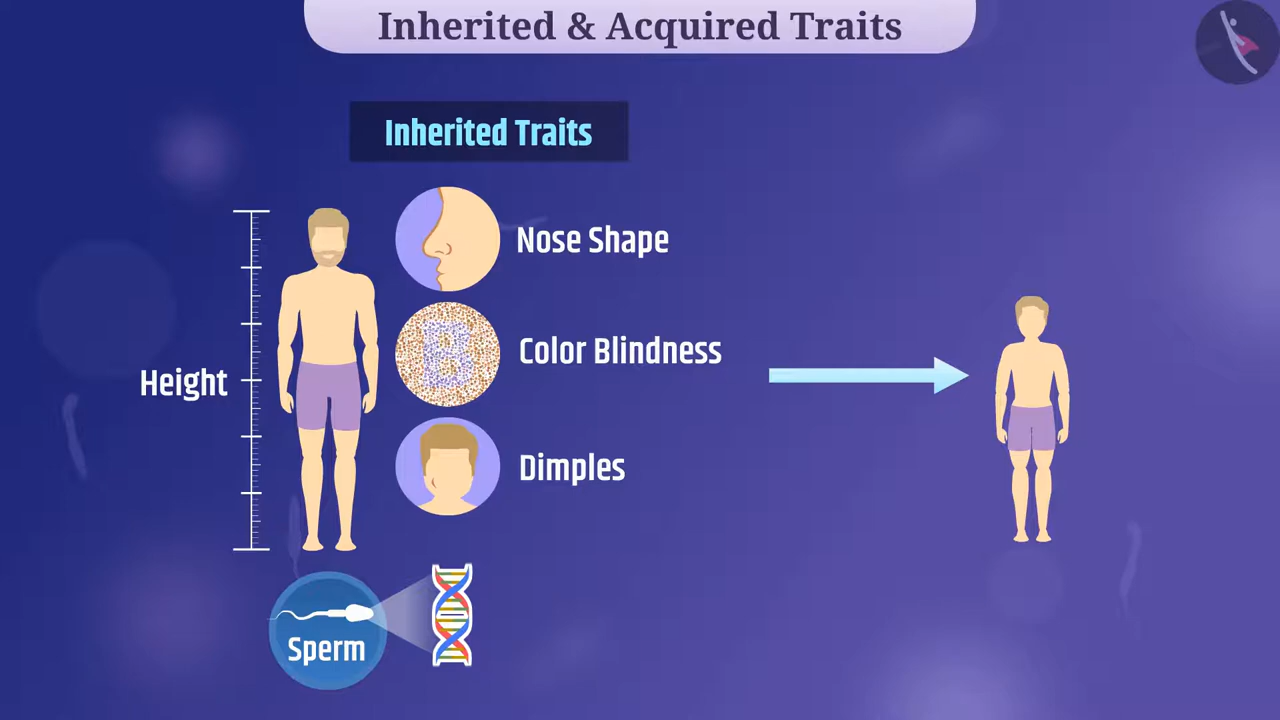 Inherited & Acquired Traits
Inherited Traits
Nose Shape
B
Color Blindness
Height
Dimples
Sperm